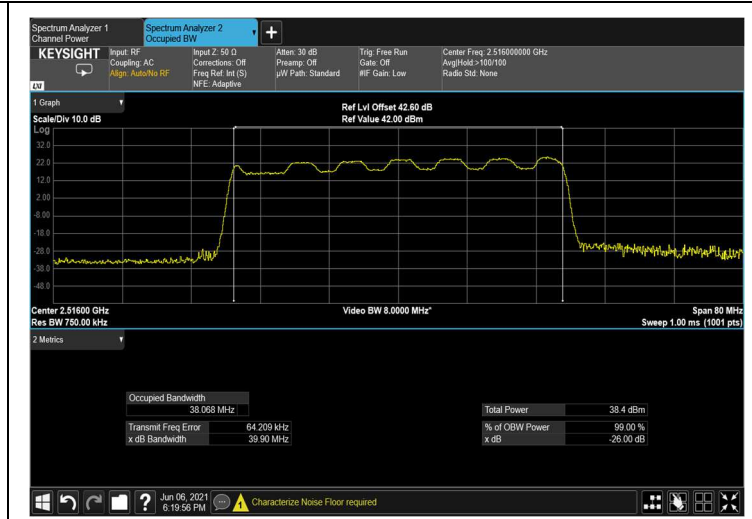 Spectrum Analyzer 1
Channel Power
Spectrum Analyzer 2
Occupied BW
KEYSIGHT
LXI
Input: RF
Coupling: AC
Align: Auto/No RF
Input Z: 50 Ω
Corrections: Off
Freq Ref: Int (S)
NFE: Adaptive
Atten: 30 dB
Preamp: Off
µW Path: Standard
Trig: Free Run
Gate: Off
#IF Gain: Low
Center Freq: 2.516000000 GHz
Avg|Hold:>100/100
Radio Std: None
1 Graph
Scale/Div 10.0 dB
Ref Lvl Offset 42.60 dB
Ref Value 42.00 dBm
Log
32.0
22.0
12.0
2.00
-8.00
-18.0
-28.0
-38.0
-48.0
Center 2.51600 GHz
Res BW 750.00 kHz
Video BW 8.0000 MHz*
Span 80 MHz
Sweep 1.00 ms (1001 pts)
2 Metrics
Occupied Bandwidth
38.068 MHz
Transmit Freq Error 64.209 kHz
x dB Bandwidth 39.90 MHz
Total Power 38.4 dBm
% of OBW Power 99.00 %
x dB -26.00 dB
Jun 06, 2021
6:19:56 PM
1
Characterize Noise Floor required